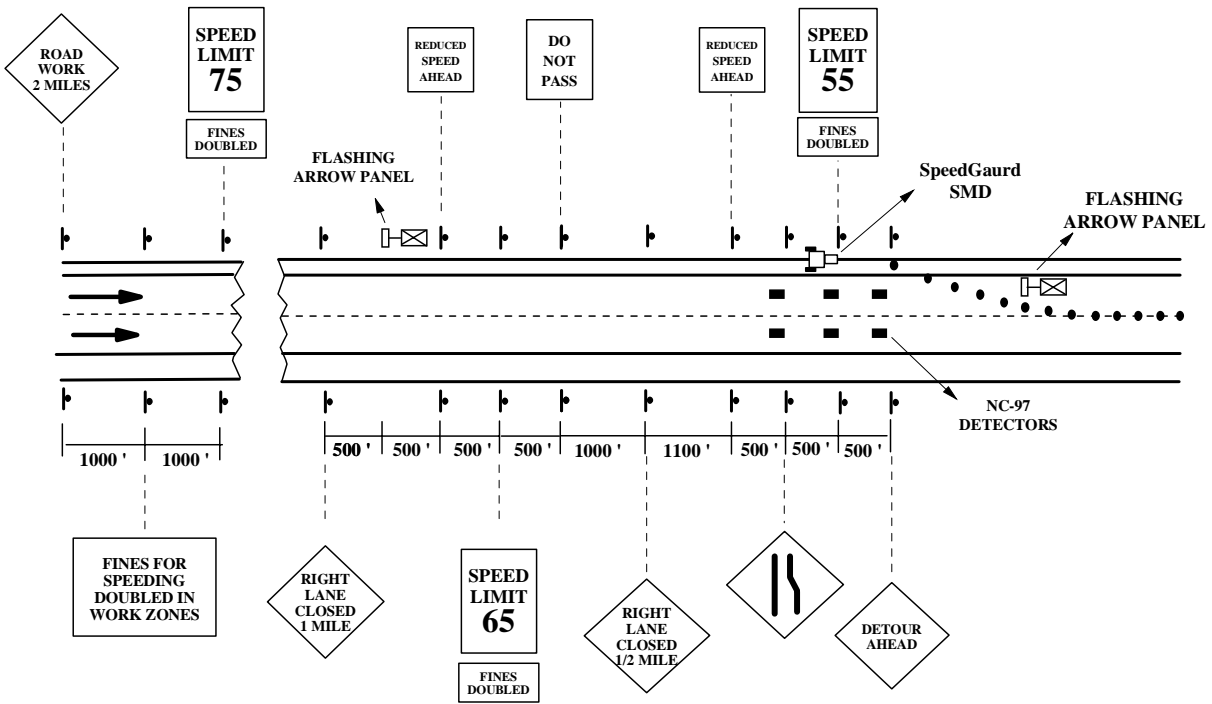 ROAD
WORK
2 MILES
SPEED
LIMIT
75
FINES
DOUBLED
REDUCED
SPEED
AHEAD
DO
NOT
PASS
REDUCED
SPEED
AHEAD
SPEED
LIMIT
55
FINES
DOUBLED
FLASHING
ARROW PANEL
SpeedGaurd
SMD
FLASHING
ARROW PANEL
NC-97
DETECTORS
1000 '
1000 '
500 '
500 '
500 '
500 '
1000 '
1100 '
500 '
500 '
500 '
FINES FOR
SPEEDING
DOUBLED IN
WORK ZONES
RIGHT
LANE
CLOSED
1 MILE
SPEED
LIMIT
65
FINES
DOUBLED
RIGHT
LANE
CLOSED
1/2 MILE
DETOUR
AHEAD